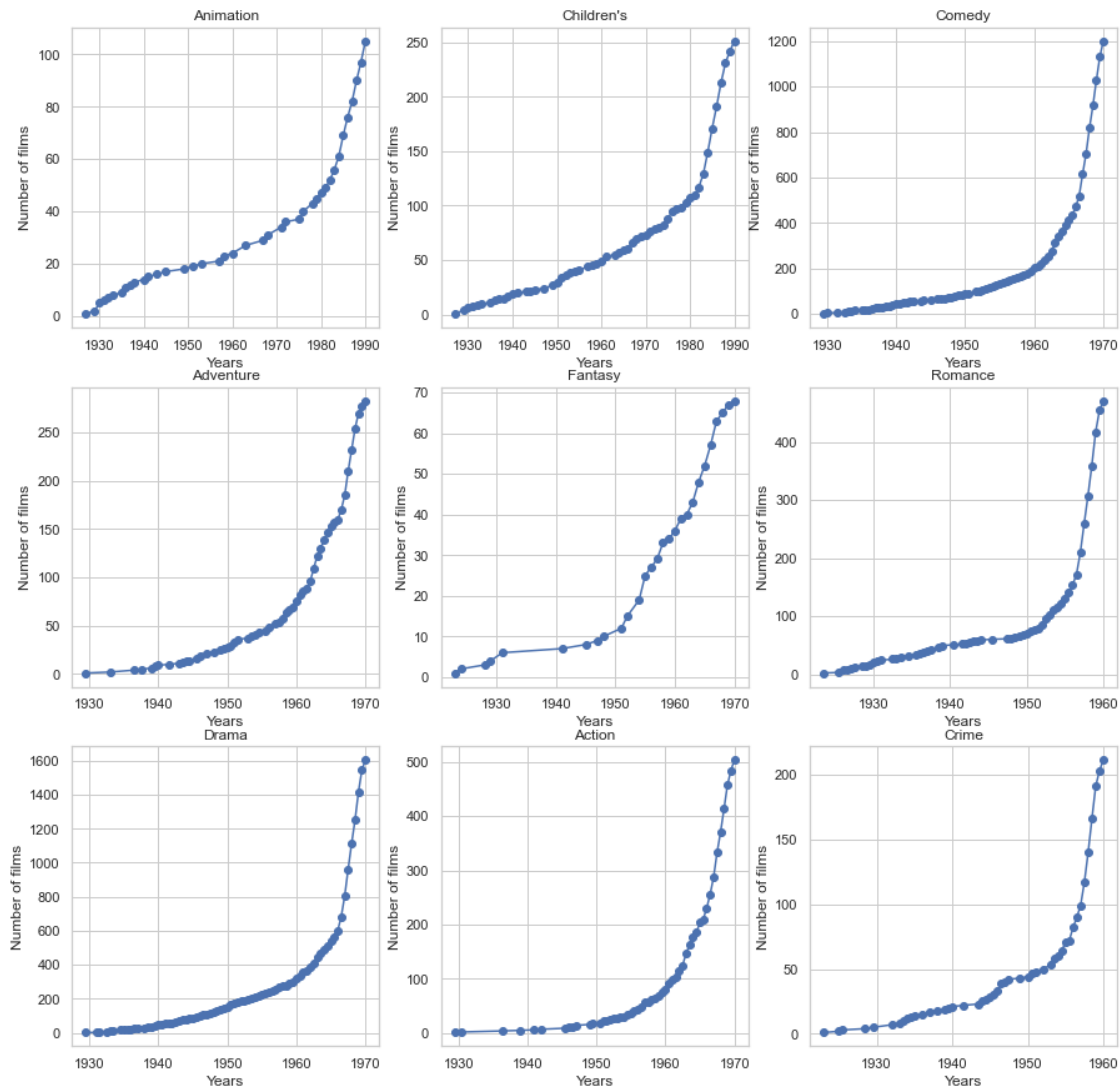 Animation
Number of films
100
80
60
40
20
0
1930 1940 1950 1960 1970 1980 1990
Years
Children's
Number of films
250
200
150
100
50
0
1930 1940 1950 1960 1970 1980 1990
Years
Comedy
Number of films
1200
1000
800
600
400
200
0
1930 1940 1950 1960 1970
Years
Adventure
Number of films
250
200
150
100
50
0
1930 1940 1950 1960 1970
Years
Fantasy
Number of films
70
60
50
40
30
20
10
0
1930 1940 1950 1960 1970
Years
Romance
Number of films
400
300
200
100
0
1930 1940 1950 1960
Years
Drama
Number of films
1600
1400
1200
1000
800
600
400
200
0
1930 1940 1950 1960 1970
Years
Action
Number of films
500
400
300
200
100
0
1930 1940 1950 1960 1970
Years
Crime
Number of films
200
150
100
50
0
1930 1940 1950 1960
Years